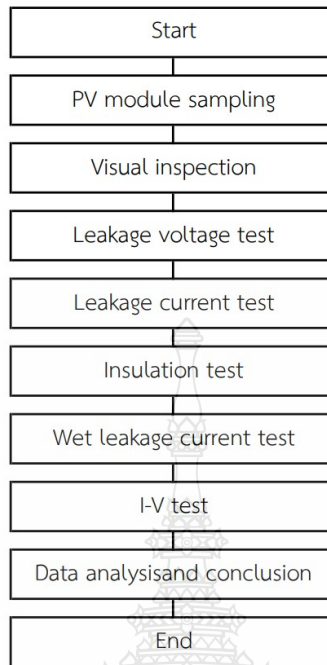 Start
PV module sampling
Visual inspection
Leakage voltage test
Leakage current test
Insulation test
Wet leakage current test
I-V test
Data analysisand conclusion
End